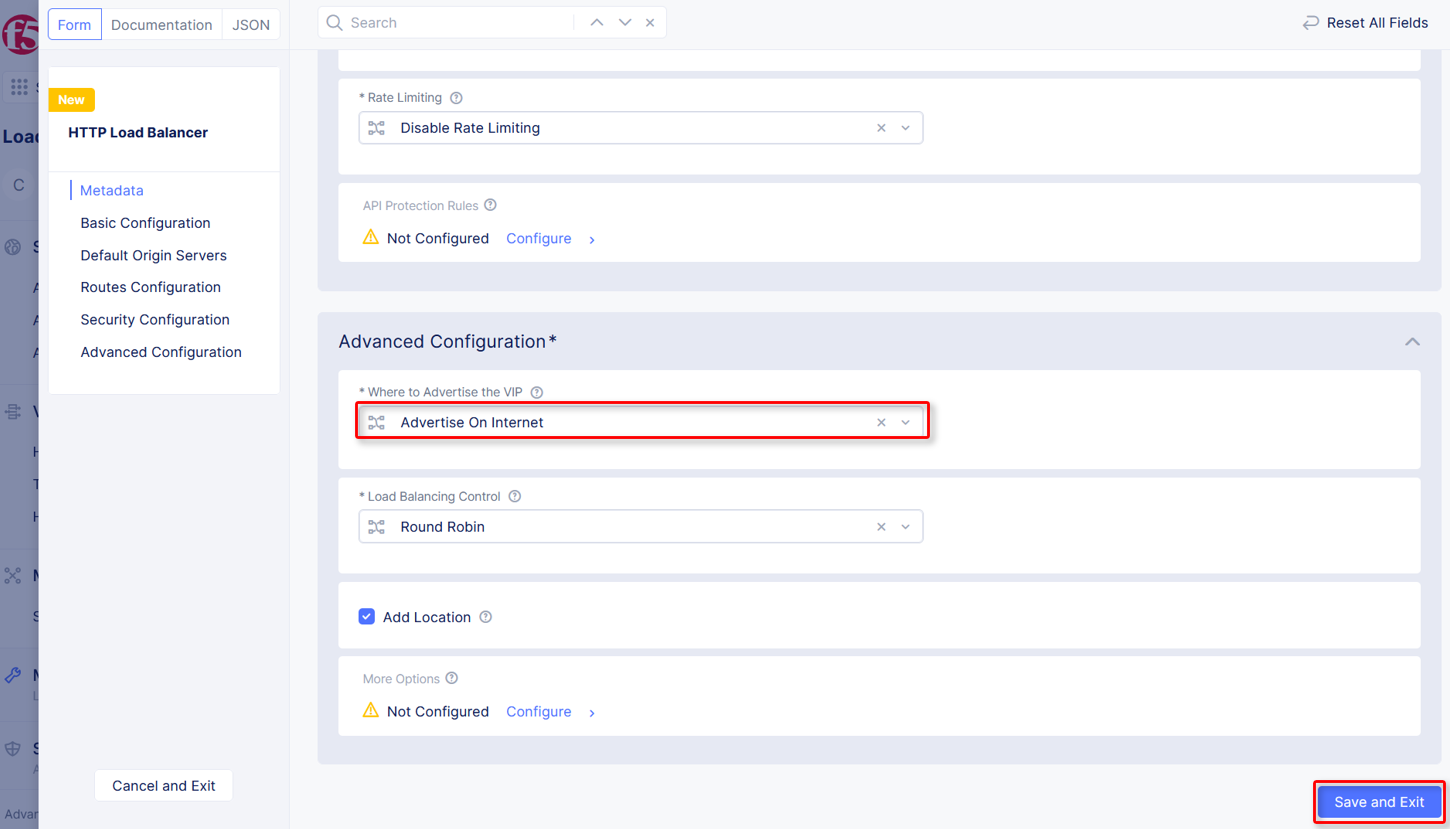 Form Documentation JSON
Search
Reset All Fields
f5
New
HTTP Load Balancer
Load
C
Metadata
Basic Configuration
Default Origin Servers
Routes Configuration
Security Configuration
Advanced Configuration
* Rate Limiting
Disable Rate Limiting
API Protection Rules
Not Configured Configure
Advanced Configuration*
* Where to Advertise the VIP
Advertise On Internet
* Load Balancing Control
Round Robin
Add Location
More Options
Not Configured Configure
Cancel and Exit
Advan
Save and Exit